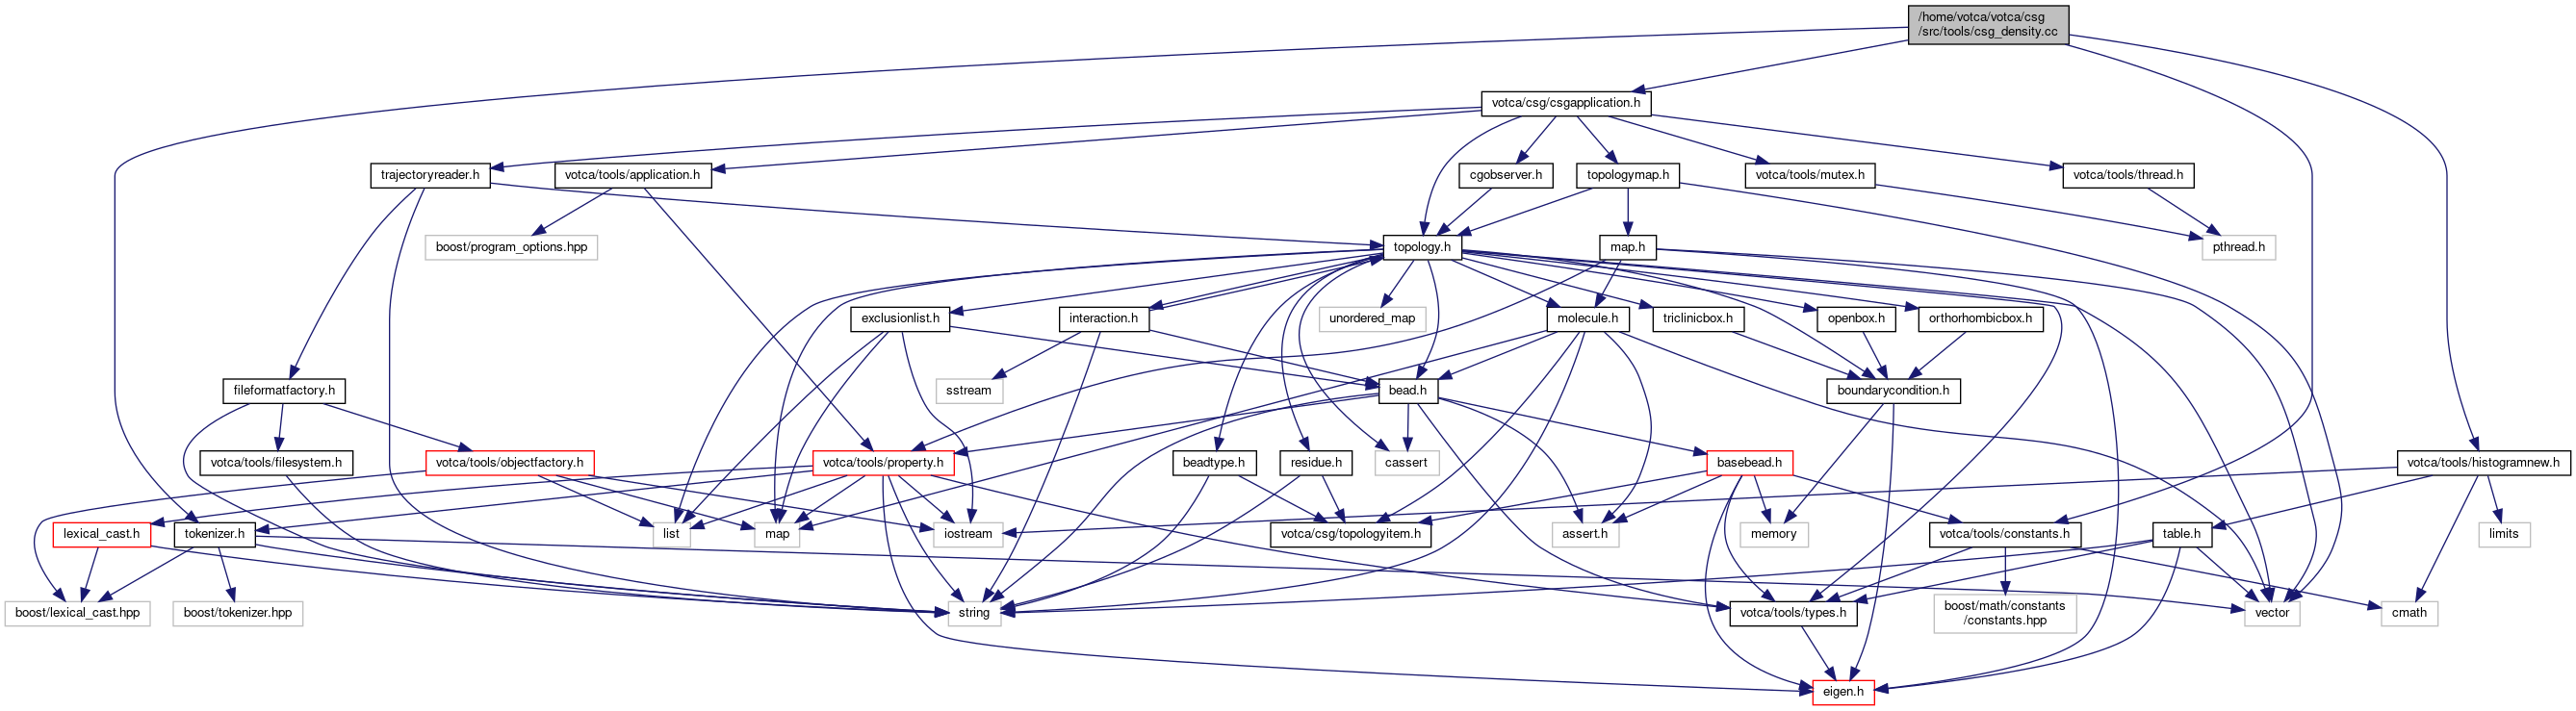 /home/votca/votca/csg
/src/tools/csg_density.cc
votca/csg/csgapplication.h
trajectoryreader.h
votca/tools/application.h
cgobserver.h
topologymap.h
votca/tools/mutex.h
votca/tools/thread.h
boost/program_options.hpp
topology.h
map.h
pthread.h
exclusionlist.h
interaction.h
unordered_map
molecule.h
triclinicbox.h
openbox.h
orthorhombicbox.h
fileformatfactory.h
sstream
bead.h
boundarycondition.h
votca/tools/filesystem.h
votca/tools/objectfactory.h
votca/tools/property.h
beadtype.h
residue.h
cassert
basebead.h
votca/tools/histogramnew.h
lexical_cast.h
tokenizer.h
list
map
iostream
votca/csg/topologyitem.h
assert.h
memory
votca/tools/constants.h
table.h
limits
boost/lexical_cast.hpp
boost/tokenizer.hpp
string
votca/tools/types.h
boost/math/constants
/constants.hpp
vector
cmath
eigen.h